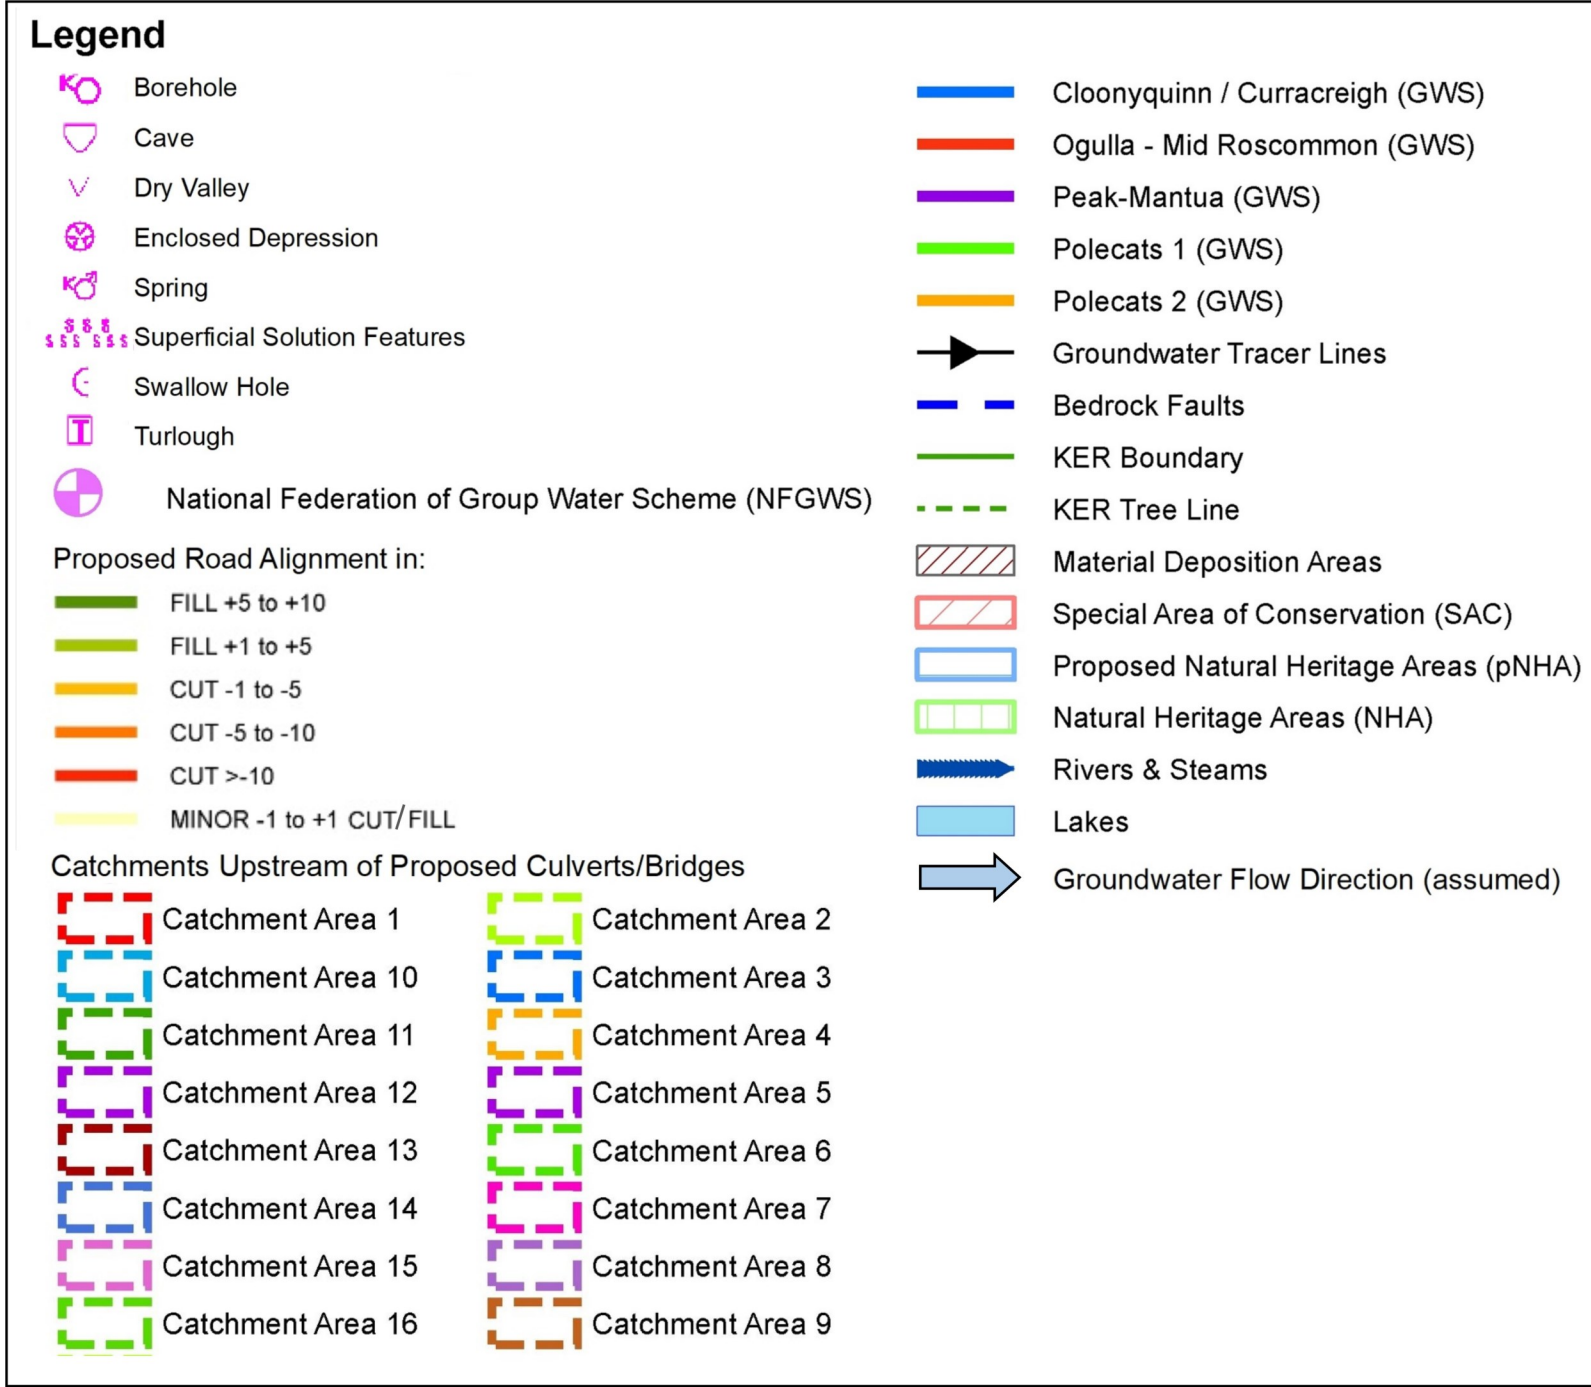 Legend
Borehole
Cave
Dry Valley
Enclosed Depression
Spring
Superficial Solution Features
Swallow Hole
Turlough
National Federation of Group Water Scheme (NFGWS)
Proposed Road Alignment in:
FILL +5 to +10
FILL +1 to +5
CUT -1 to -5
CUT -5 to -10
CUT >-10
MINOR -1 to +1 CUT/FILL
Catchments Upstream of Proposed Culverts/Bridges
Catchment Area 1
Catchment Area 10
Catchment Area 11
Catchment Area 12
Catchment Area 13
Catchment Area 14
Catchment Area 15
Catchment Area 16
Catchment Area 2
Catchment Area 3
Catchment Area 4
Catchment Area 5
Catchment Area 6
Catchment Area 7
Catchment Area 8
Catchment Area 9
Cloonyquinn / Curracreigh (GWS)
Ogulla - Mid Roscommon (GWS)
Peak-Mantua (GWS)
Polecats 1 (GWS)
Polecats 2 (GWS)
Groundwater Tracer Lines
Bedrock Faults
KER Boundary
KER Tree Line
Material Deposition Areas
Special Area of Conservation (SAC)
Proposed Natural Heritage Areas (pNHA)
Natural Heritage Areas (NHA)
Rivers & Steams
Lakes
Groundwater Flow Direction (assumed)